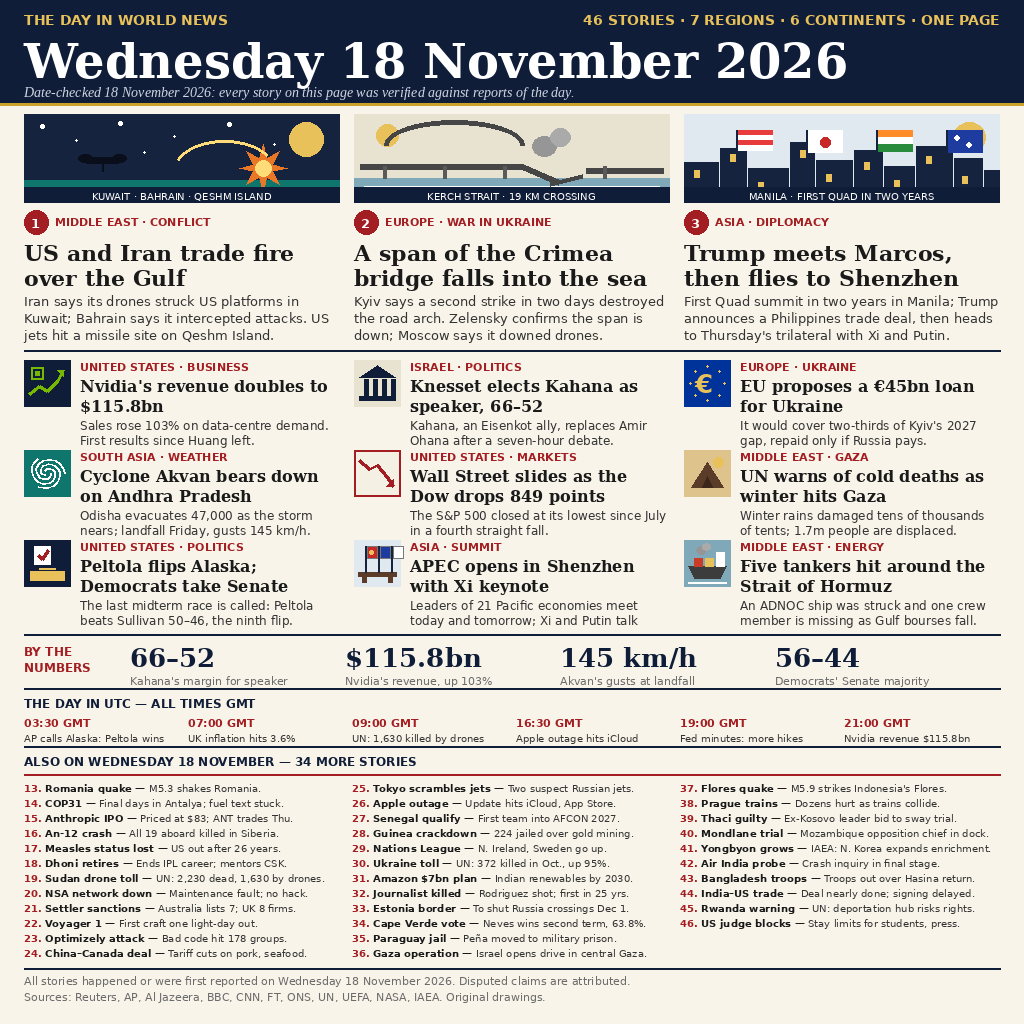 THE DAY IN WORLD NEWS
46 STORIES · 7 REGIONS · 6 CONTINENTS · ONE PAGE
Wednesday 18 November 2026
Date-checked 18 November 2026: every story on this page was verified against reports of the day.
KUWAIT · BAHRAIN · QESHM ISLAND
1 MIDDLE EAST · CONFLICT
US and Iran trade fire
over the Gulf
Iran says its drones struck US platforms in
Kuwait; Bahrain says it intercepted attacks. US
jets hit a missile site on Qeshm Island.
KERCH STRAIT · 19 KM CROSSING
2 EUROPE · WAR IN UKRAINE
A span of the Crimea
bridge falls into the sea
Kyiv says a second strike in two days destroyed
the road arch. Zelensky confirms the span is
down; Moscow says it downed drones.
MANILA · FIRST QUAD IN TWO YEARS
3 ASIA · DIPLOMACY
Trump meets Marcos,
then flies to Shenzhen
First Quad summit in two years in Manila; Trump
announces a Philippines trade deal, then heads
to Thursday's trilateral with Xi and Putin.
UNITED STATES · BUSINESS
Nvidia's revenue doubles to
$115.8bn
Sales rose 103% on data-centre demand.
First results since Huang left.
ISRAEL · POLITICS
Knesset elects Kahana as
speaker, 66–52
Kahana, an Eisenkot ally, replaces Amir
Ohana after a seven-hour debate.
€
EUROPE · UKRAINE
EU proposes a €45bn loan
for Ukraine
It would cover two-thirds of Kyiv's 2027
gap, repaid only if Russia pays.
SOUTH ASIA · WEATHER
Cyclone Akvan bears down
on Andhra Pradesh
Odisha evacuates 47,000 as the storm
nears; landfall Friday, gusts 145 km/h.
UNITED STATES · MARKETS
Wall Street slides as the
Dow drops 849 points
The S&P 500 closed at its lowest since July
in a fourth straight fall.
MIDDLE EAST · GAZA
UN warns of cold deaths as
winter hits Gaza
Winter rains damaged tens of thousands
of tents; 1.7m people are displaced.
UNITED STATES · POLITICS
Peltola flips Alaska;
Democrats take Senate
The last midterm race is called: Peltola
beats Sullivan 50–46, the ninth flip.
ASIA · SUMMIT
APEC opens in Shenzhen
with Xi keynote
Leaders of 21 Pacific economies meet
today and tomorrow; Xi and Putin talk
MIDDLE EAST · ENERGY
Five tankers hit around the
Strait of Hormuz
An ADNOC ship was struck and one crew
member is missing as Gulf bourses fall.
BY THE
NUMBERS
66–52
Kahana's margin for speaker
$115.8bn
Nvidia's revenue, up 103%
145 km/h
Akvan's gusts at landfall
56–44
Democrats' Senate majority
THE DAY IN UTC — ALL TIMES GMT
03:30 GMT
AP calls Alaska: Peltola wins
07:00 GMT
UK inflation hits 3.6%
09:00 GMT
UN: 1,630 killed by drones
16:30 GMT
Apple outage hits iCloud
19:00 GMT
Fed minutes: more hikes
21:00 GMT
Nvidia revenue $115.8bn
ALSO ON WEDNESDAY 18 NOVEMBER — 34 MORE STORIES
13. Romania quake — M5.3 shakes Romania.
14. COP31 — Final days in Antalya; fuel text stuck.
15. Anthropic IPO — Priced at $83; ANT trades Thu.
16. An-12 crash — All 19 aboard killed in Siberia.
17. Measles status lost — US out after 26 years.
18. Dhoni retires — Ends IPL career; mentors CSK.
19. Sudan drone toll — UN: 2,230 dead, 1,630 by drones.
20. NSA network down — Maintenance fault; no hack.
21. Settler sanctions — Australia lists 7; UK 8 firms.
22. Voyager 1 — First craft one light-day out.
23. Optimizely attack — Bad code hit 178 groups.
24. China–Canada deal — Tariff cuts on pork, seafood.
25. Tokyo scrambles jets — Two suspect Russian jets.
26. Apple outage — Update hits iCloud, App Store.
27. Senegal qualify — First team into AFCON 2027.
28. Guinea crackdown — 224 jailed over gold mining.
29. Nations League — N. Ireland, Sweden go up.
30. Ukraine toll — UN: 372 killed in Oct., up 95%.
31. Amazon $7bn plan — Indian renewables by 2030.
32. Journalist killed — Rodriguez shot; first in 25 yrs.
33. Estonia border — To shut Russia crossings Dec 1.
34. Cape Verde vote — Neves wins second term, 63.8%.
35. Paraguay jail — Peña moved to military prison.
36. Gaza operation — Israel opens drive in central Gaza.
37. Flores quake — M5.9 strikes Indonesia's Flores.
38. Prague trains — Dozens hurt as trains collide.
39. Thaci guilty — Ex-Kosovo leader bid to sway trial.
40. Mondlane trial — Mozambique opposition chief in dock.
41. Yongbyon grows — IAEA: N. Korea expands enrichment.
42. Air India probe — Crash inquiry in final stage.
43. Bangladesh troops — Troops out over Hasina return.
44. India–US trade — Deal nearly done; signing delayed.
45. Rwanda warning — UN: deportation hub risks rights.
46. US judge blocks — Stay limits for students, press.
All stories happened or were first reported on Wednesday 18 November 2026. Disputed claims are attributed.
Sources: Reuters, AP, Al Jazeera, BBC, CNN, FT, ONS, UN, UEFA, NASA, IAEA. Original drawings.